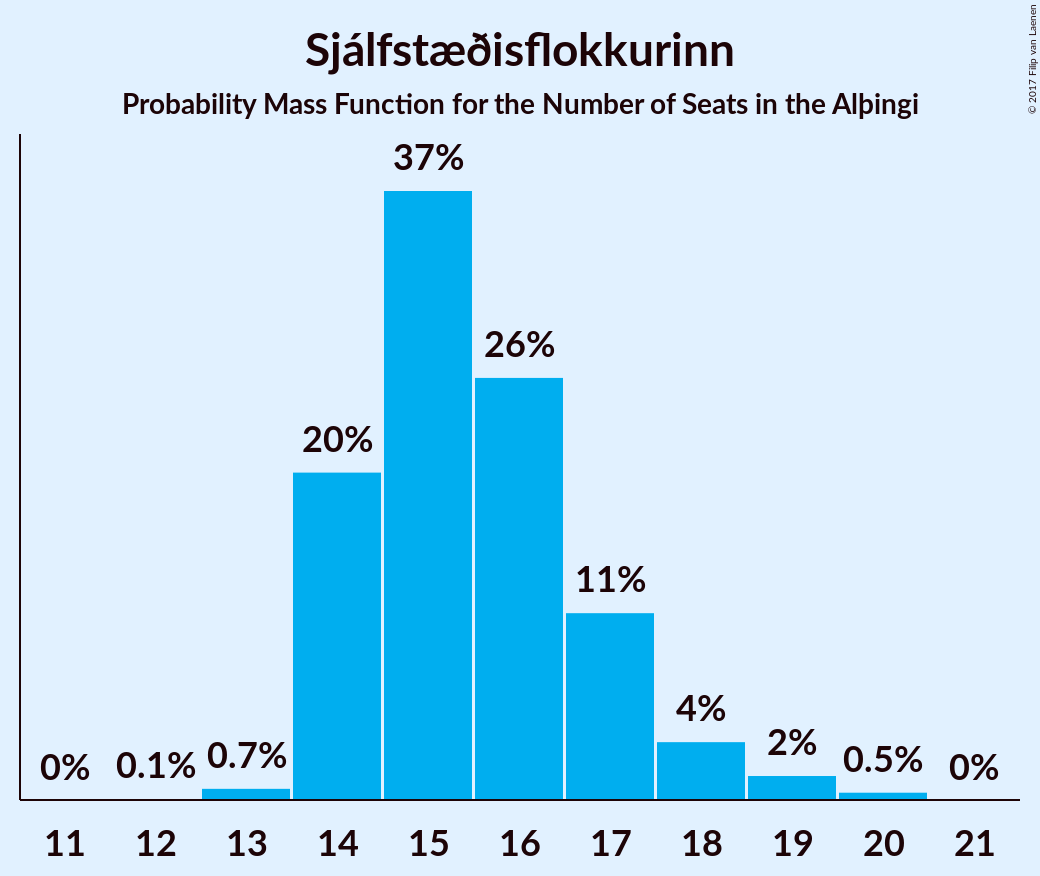 Sjálfstæðisflokkurinn
Probability Mass Function for the Number of Seats in the Alþingi
© 2017 Filip van Laenen
37%
26%
20%
11%
4%
2%
0% 0.1% 0.7% 0.5% 0%
11 12 13 14 15 16 17 18 19 20 21